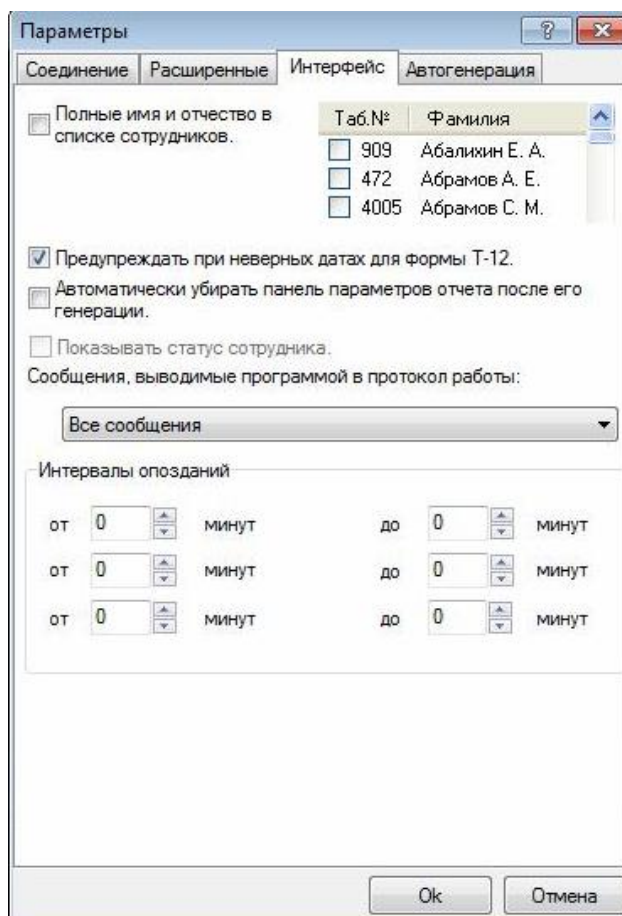 Параметры
Соединение Расширенные Интерфейс Автогенерация
Полные имя и отчество в
списке сотрудников.
Таб.№ Фамилия
909 Абалихин Е. А.
472 Абрамов А. Е.
4005 Абрамов С. М.
Предупреждать при неверных датах для формы Т-12.
Автоматически убирать панель параметров отчета после его
генерации.
Показывать статус сотрудника.
Сообщения, выводимые программой в протокол работы:
Все сообщения
Интервалы опозданий
от 0 минут до 0 минут
от 0 минут до 0 минут
от 0 минут до 0 минут
Ok Отмена